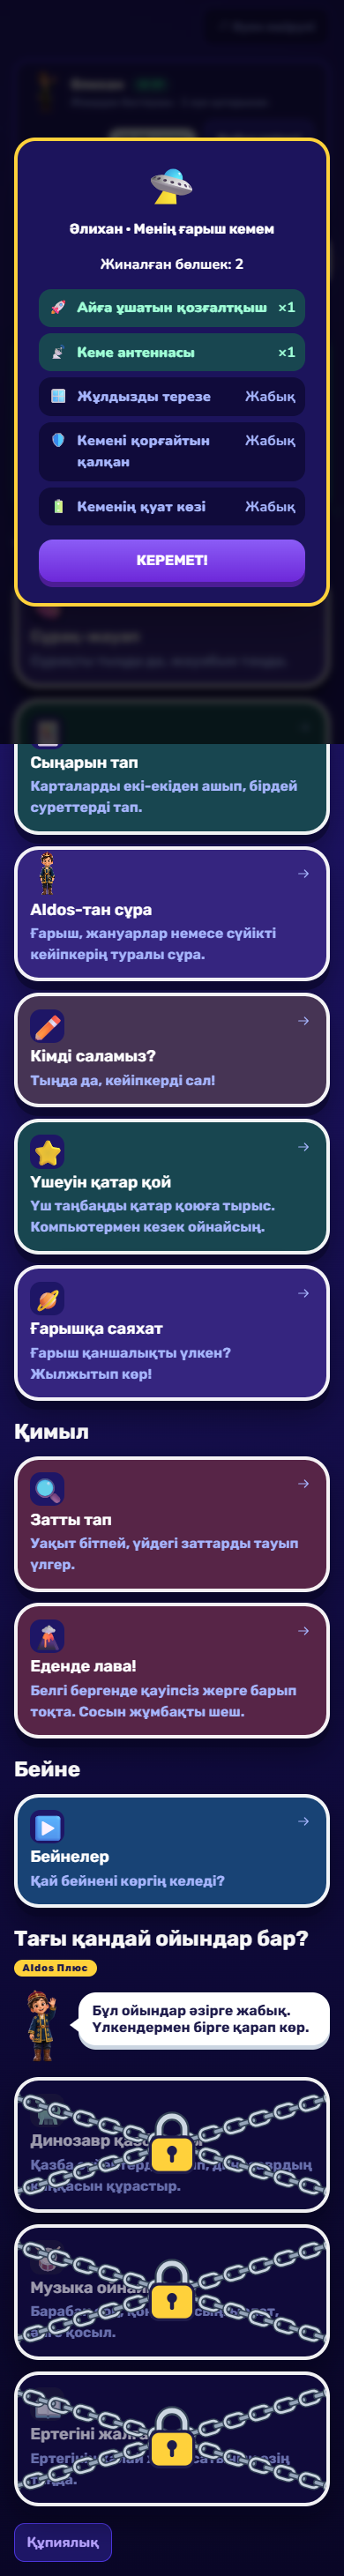 Әлихан • Менің ғарыш кемем
Жиналған бөлшек: 2
Айға ұшатын қозғалтқыш ×1
Кеме антеннасы ×1
Жұлдызды терезе Жабық
Кемені қорғайтын Жабық
қалқан
Кеменің қуат көзі Жабық
КЕРЕМЕТ!
Сыңарын тап
Карталарды екі-екіден ашып, бірдей
суреттерді тап.
Aldos-тан сұра
Ғарыш, жануарлар немесе сүйікті
кейіпкерің туралы сұра.
Кімді саламыз?
Тыңда да, кейіпкерді сал!
Үшеуін қатар қой
Үш таңбаңды қатар қоюға тырыс.
Компьютермен кезек ойнайсың.
Ғарышқа саяхат
Ғарыш қаншалықты үлкен?
Жылжытып көр!
Қимыл
Затты тап
Уақыт бітпей, үйдегі заттарды тауып
үлгер.
Еденде лава!
Белгі бергенде қауіпсіз жерге барып
тоқта. Сосын жұмбақты шеш.
Бейне
Бейнелер
Қай бейнені көргің келеді?
Тағы қандай ойындар бар?
Aldos Плюс
Бұл ойындар әзірге жабық.
Үлкендермен бірге қарап көр.
Динозавр
Қазба
құрастыр.
Музыка
қосыл.
Құпиялық